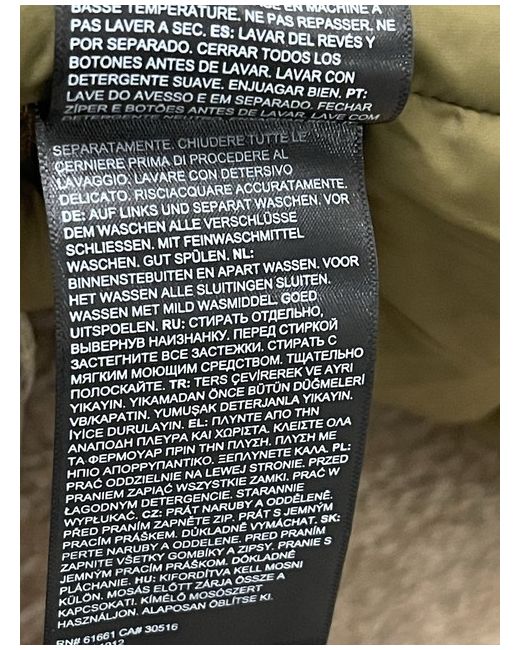 BASSE TEMPÉRATURE. NE PAS REPASSER. NE
PAS LAVER A SEC. ES: LAVAR DEL REVÉS Y
POR SEPARADO. CERRAR TODOS LOS
BOTONES ANTES DE LAVAR. LAVAR CON
DETERGENTE SUAVE. ENJUAGAR BIEN. PT:
LAVE DO AVESSO E EM SEPARADO. FECHAR
ZÍPER E BOTÕES ANTES DE LAVAR. LAVE COM
SEPARATAMENTE. CHIUDERE TUTTE LE
CERNIERE PRIMA DI PROCEDERE AL
LAVAGGIO. LAVARE CON DETERSIVO
DELICATO. RISCIACQUARE ACCURATAMENTE.
DE: AUF LINKS UND SEPARAT WASCHEN. VOR
DEM WASCHEN ALLE VERSCHLÜSSE
SCHLIESSEN. MIT FEINWASCHMITTEL
WASCHEN. GUT SPÜLEN. NL:
BINNENSTEBUITEN EN APART WASSEN. VOOR
HET WASSEN ALLE SLUITINGEN SLUITEN.
WASSEN MET MILD WASMIDDEL. GOED
UITSPOELEN. RU: СТИРАТЬ ОТДЕЛЬНО,
ВЫВЕРНУВ НАИЗНАНКУ. ПЕРЕД СТИРКОЙ
ЗАСТЕГНИТЕ ВСЕ ЗАСТЕЖКИ. СТИРАТЬ С
МЯГКИМ МОЮЩИМ СРЕДСТВОМ. ТЩАТЕЛЬНО
ПОЛОСКАЙТЕ. TR: TERS ÇEVİREREK VE AYRI
YIKAYIN. YIKAMADAN ÖNCE BÜTÜN DÜĞMELERİ
VB/KAPATIN. YUMUŞAK DETERJANLA YIKAYIN.
İYİCE DURULAYIN. EL: ΠΛΥΝΤΕ ΑΠΟ ΤΗΝ
ΑΝΑΠΟΔΗ ΠΛΕΥΡΑ ΚΑΙ ΧΩΡΙΣΤΑ. ΚΛΕΙΣΤΕ ΟΛΑ
ΤΑ ΦΕΡΜΟΥΑΡ ΠΡΙΝ ΤΗΝ ΠΛΥΣΗ. ΠΛΥΣΗ ΜΕ
ΗΠΙΟ ΑΠΟΡΡΥΠΑΝΤΙΚΟ. ΞΕΠΛΥΝΕΤΕ ΚΑΛΑ. PL:
PRAĆ ODDZIELNIE NA LEWEJ STRONIE. PRZED
PRANIEM ZAPIĄĆ WSZYSTKIE ZAMKI. PRAĆ W
ŁAGODNYM DETERGENCIE. STARANNIE
WYPŁUKAĆ. CZ: PRÁT NARUBY A ODDĚLENĚ.
PŘED PRANÍM ZAPNĚTE ZIP. PRÁT S JEMNÝM
PRACÍM PRÁŠKEM. DŮKLADNĚ VYMÁCHAT. SK:
PERTE NARUBY A ODDELENE. PRED PRANÍM
ZAPNITE VŠETKY GOMBÍKY A ZIPSY. PRANIE S
JEMNÝM PRACÍM PRÁŠKEM. DÔKLADNÉ
PLÁCHANIE. HU: KIFORDÍTVA KELL MOSNI
KÜLÖN. MOSÁS ELŐTT ZÁRJA ÖSSZE A
KAPCSOKATI. KÍMÉLŐ MOSÓSZERT
HASZNÁLJON. ALAPOSAN ÖBLÍTSE KI.
RN# 61661 CA# 30516